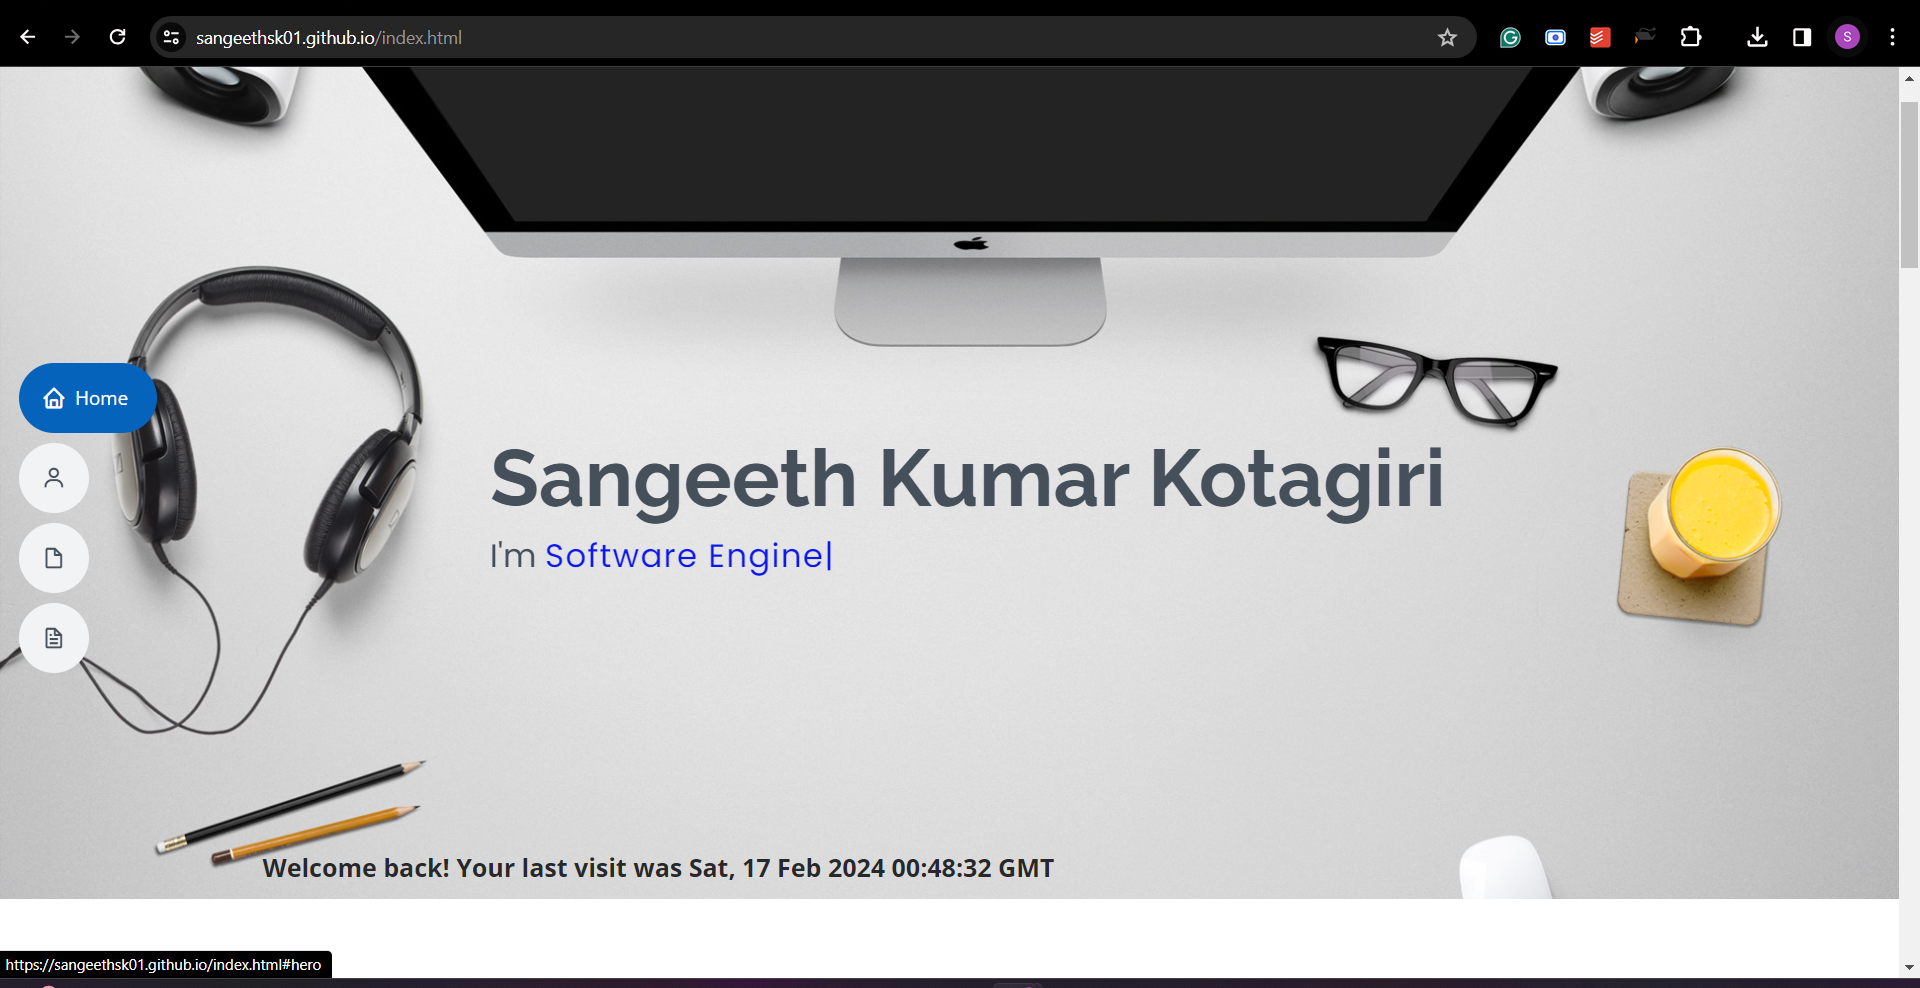 sangeethsk01.github.io/index.html
S
Home
Sangeeth Kumar Kotagiri
I'm Software Engine|
Welcome back! Your last visit was Sat, 17 Feb 2024 00:48:32 GMT
https://sangeethsk01.github.io/index.html#hero